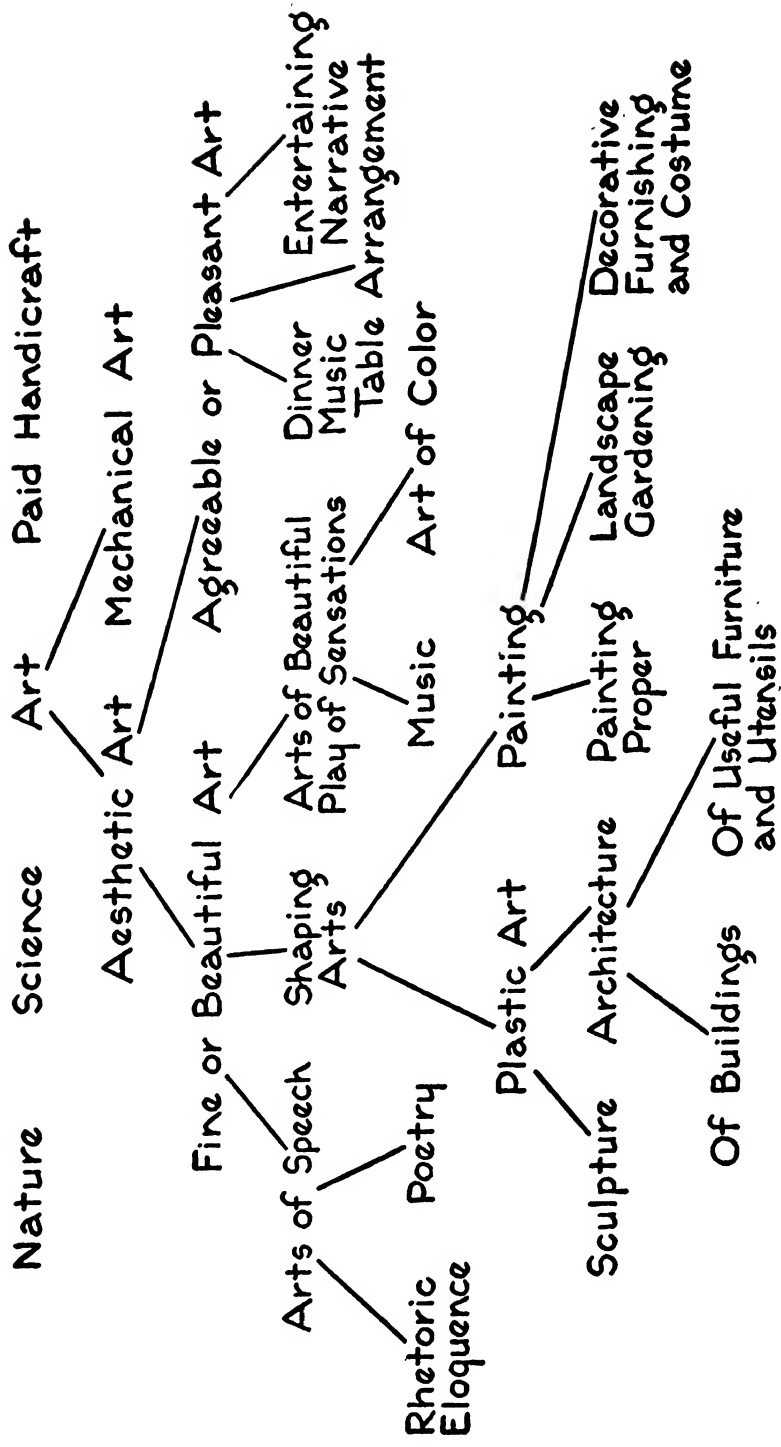 Nature Science Art Paid Handicraft
Aesthetic Art Mechanical Art
Fine or Beautiful Art Agreeable or Pleasant Art
Arts of Speech
Shaping
Arts
Arts of Beautiful
Play of Sensations
Dinner
Music
Table Arrangement
Entertaining
Narrative
Rhetoric
Eloquence
Poetry
Music
Art of Color
Plastic Art
Painting
Sculpture
Architecture
Painting
Proper
Landscape
Gardening
Decorative
Furnishing
and Costume
Of Buildings
Of Useful Furniture
and Utensils